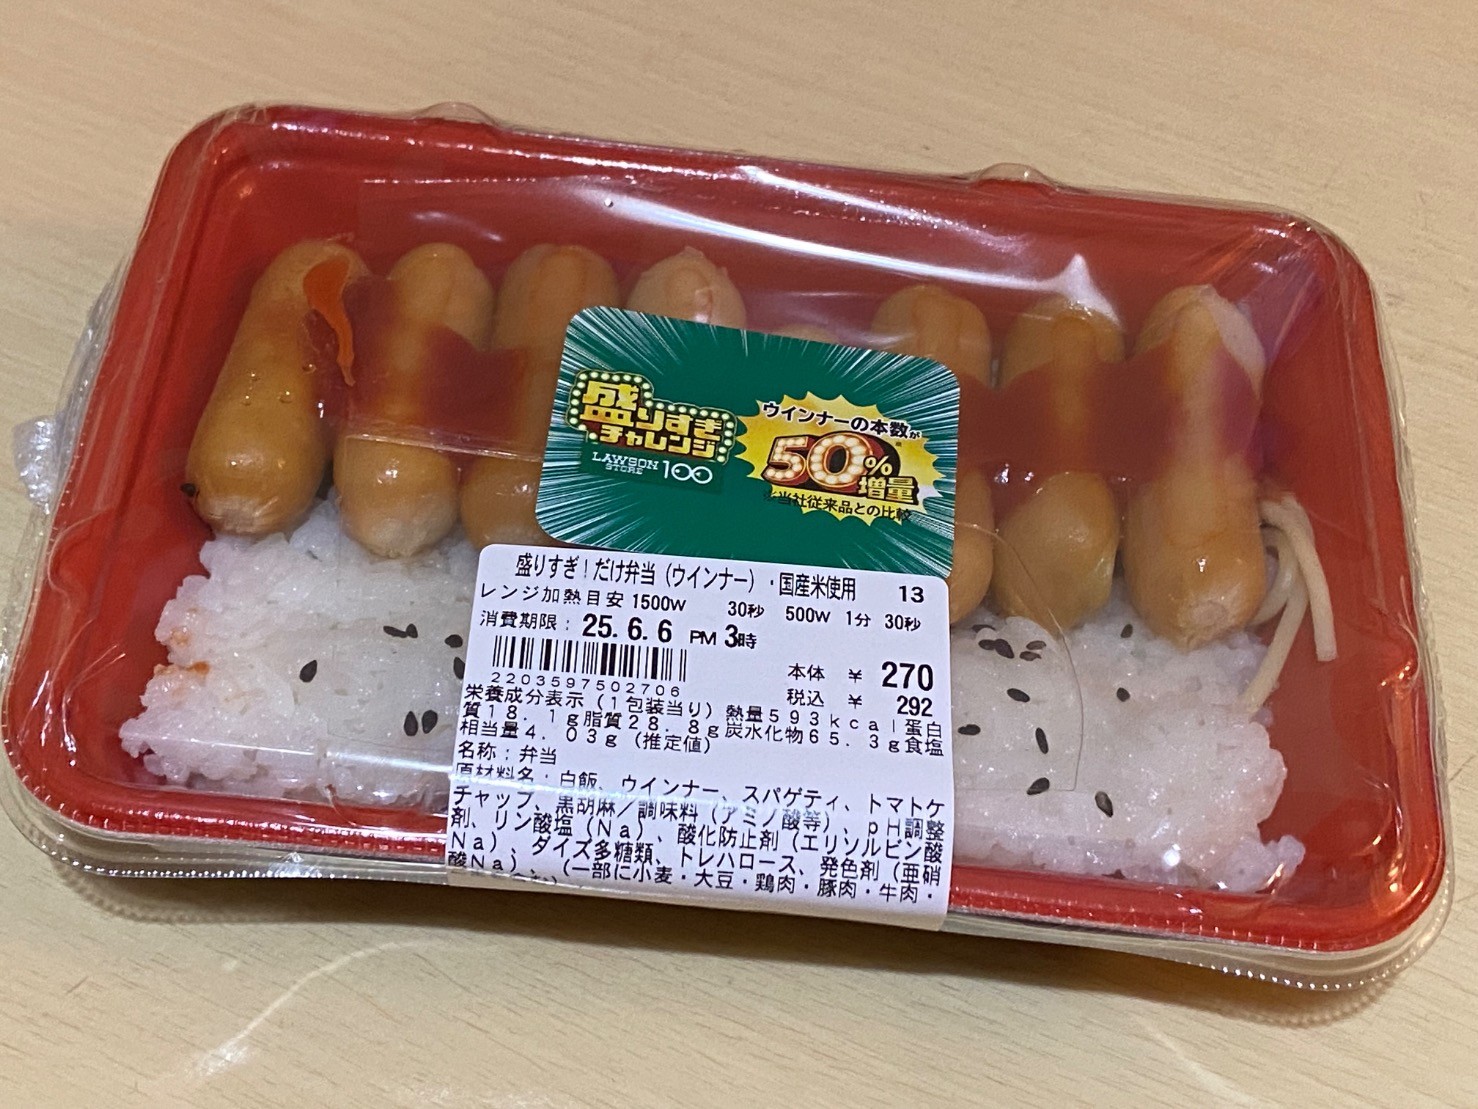 盛りすぎ
チャレンジ
LAWSON
STORE 100
ウインナーの本数が
50%
増量
※当社従来品との比較
盛りすぎ!だけ弁当(ウインナー)・国産米使用 13
レンジ加熱目安 1500W 30秒 500W 1分 30秒
消費期限: 25.6.6 PM 3時
本体 ¥ 270
2203597502706
税込 ¥ 292
栄養成分表示(1包装当り)熱量593kcal蛋白
質18.1g脂質28.8g炭水化物65.3g食塩
相当量4.03g(推定値)
名称:弁当
原材料名:白飯、ウインナー、スパゲティ、トマトケ
チャップ、黒胡麻/調味料(アミノ酸等)、pH調整
剤、リン酸塩(Na)、酸化防止剤(エリソルビン酸
Na)、ダイズ多糖類、トレハロース、発色剤(亜硝
酸Na)、(一部に小麦・大豆・鶏肉・豚肉・牛肉・